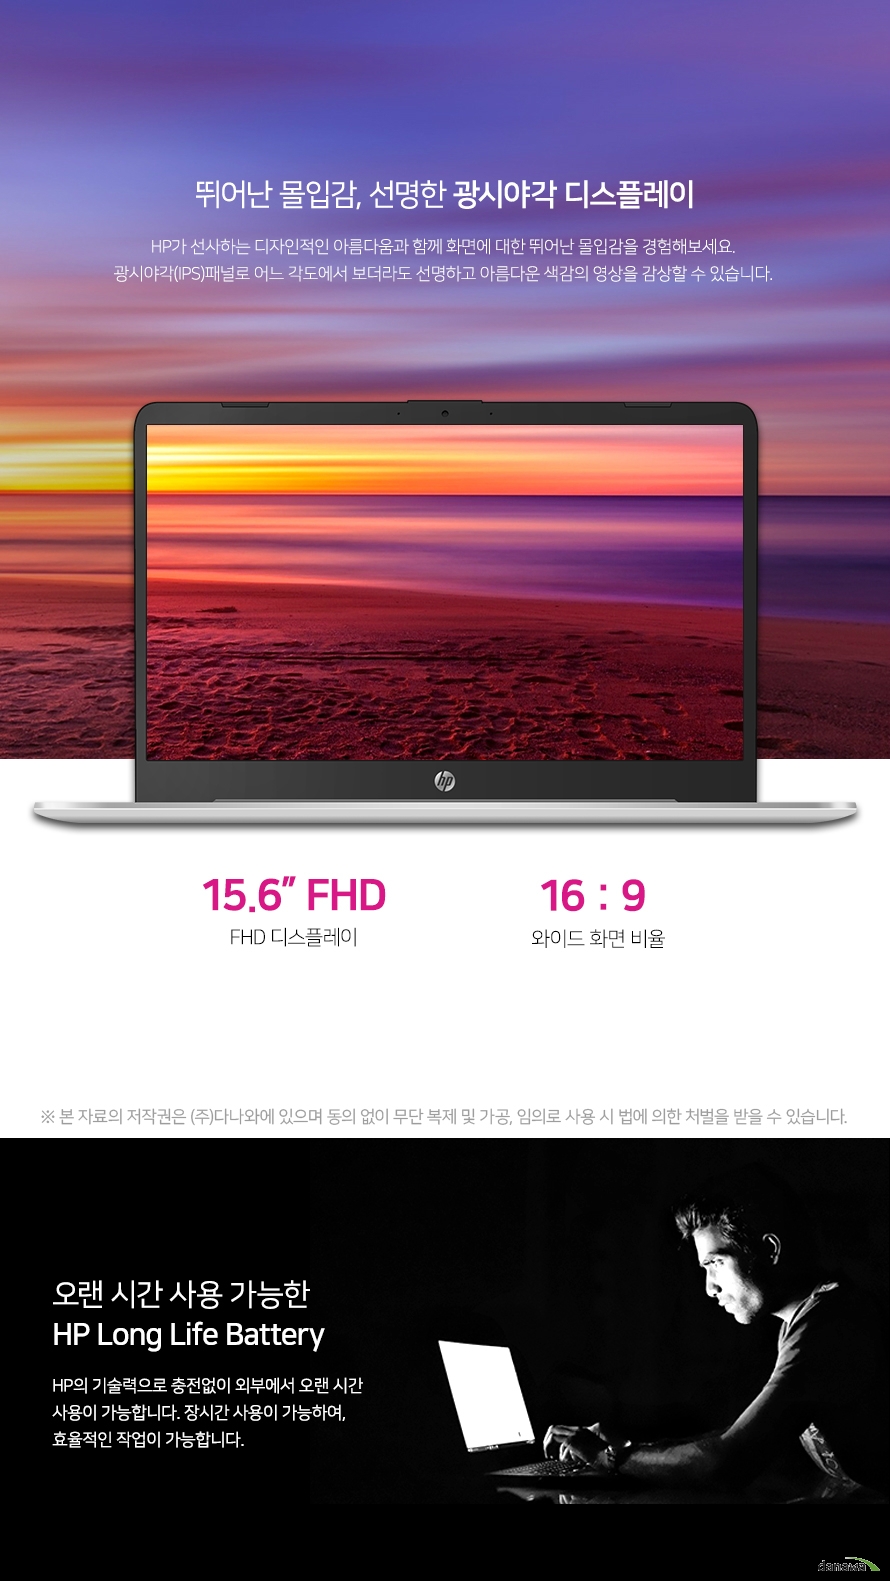 뛰어난 몰입감, 선명한 광시야각 디스플레이
HP가 선사하는 디자인적인 아름다움과 함께 화면에 대한 뛰어난 몰입감을 경험해보세요.
광시야각(IPS)패널로 어느 각도에서 보더라도 선명하고 아름다운 색감의 영상을 감상할 수 있습니다.
hp
15.6″ FHD
FHD 디스플레이
16 : 9
와이드 화면 비율
※ 본 자료의 저작권은 (주)다나와에 있으며 동의 없이 무단 복제 및 가공, 임의로 사용 시 법에 의한 처벌을 받을 수 있습니다.
오랜 시간 사용 가능한
HP Long Life Battery
HP의 기술력으로 충전없이 외부에서 오랜 시간
사용이 가능합니다. 장시간 사용이 가능하여,
효율적인 작업이 가능합니다.
danawa